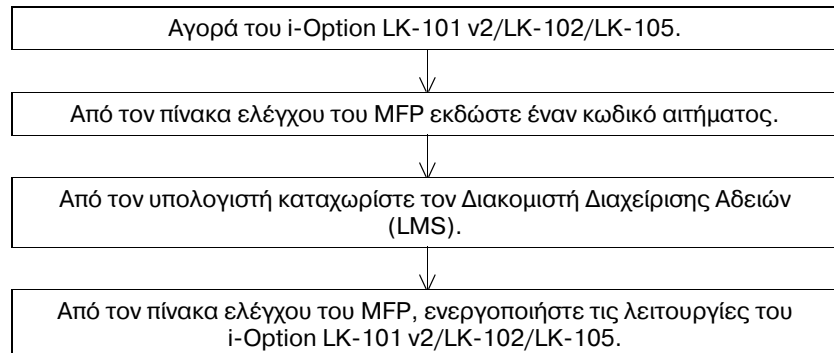 Αγορά του i-Option LK-101 v2/LK-102/LK-105.
Από τον πίνακα ελέγχου του MFP εκδώστε έναν κωδικό αιτήματος.
Από τον υπολογιστή καταχωρίστε τον Διακομιστή Διαχείρισης Αδειών
(LMS).
Από τον πίνακα ελέγχου του MFP, ενεργοποιήστε τις λειτουργίες του
i-Option LK-101 v2/LK-102/LK-105.